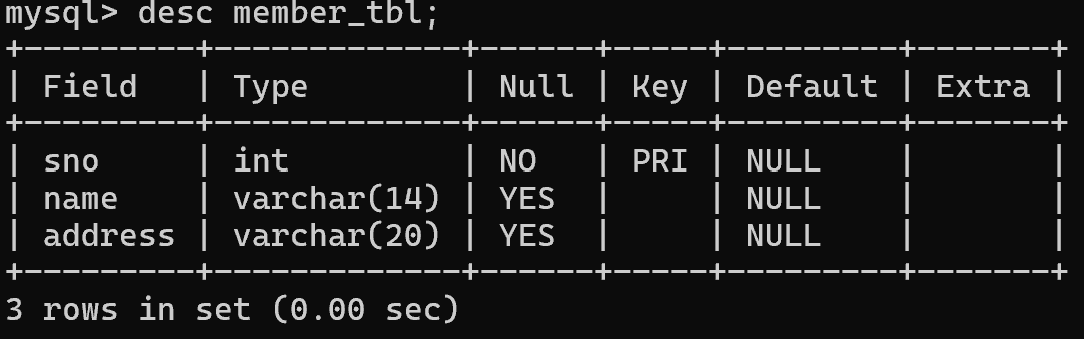 mysql> desc member_tbl;
+---------+-------------+------+-----+---------+-------+
| Field   | Type        | Null | Key | Default | Extra |
+---------+-------------+------+-----+---------+-------+
| sno     | int         | NO   | PRI | NULL    |       |
| name    | varchar(14) | YES  |     | NULL    |       |
| address | varchar(20) | YES  |     | NULL    |       |
+---------+-------------+------+-----+---------+-------+
3 rows in set (0.00 sec)